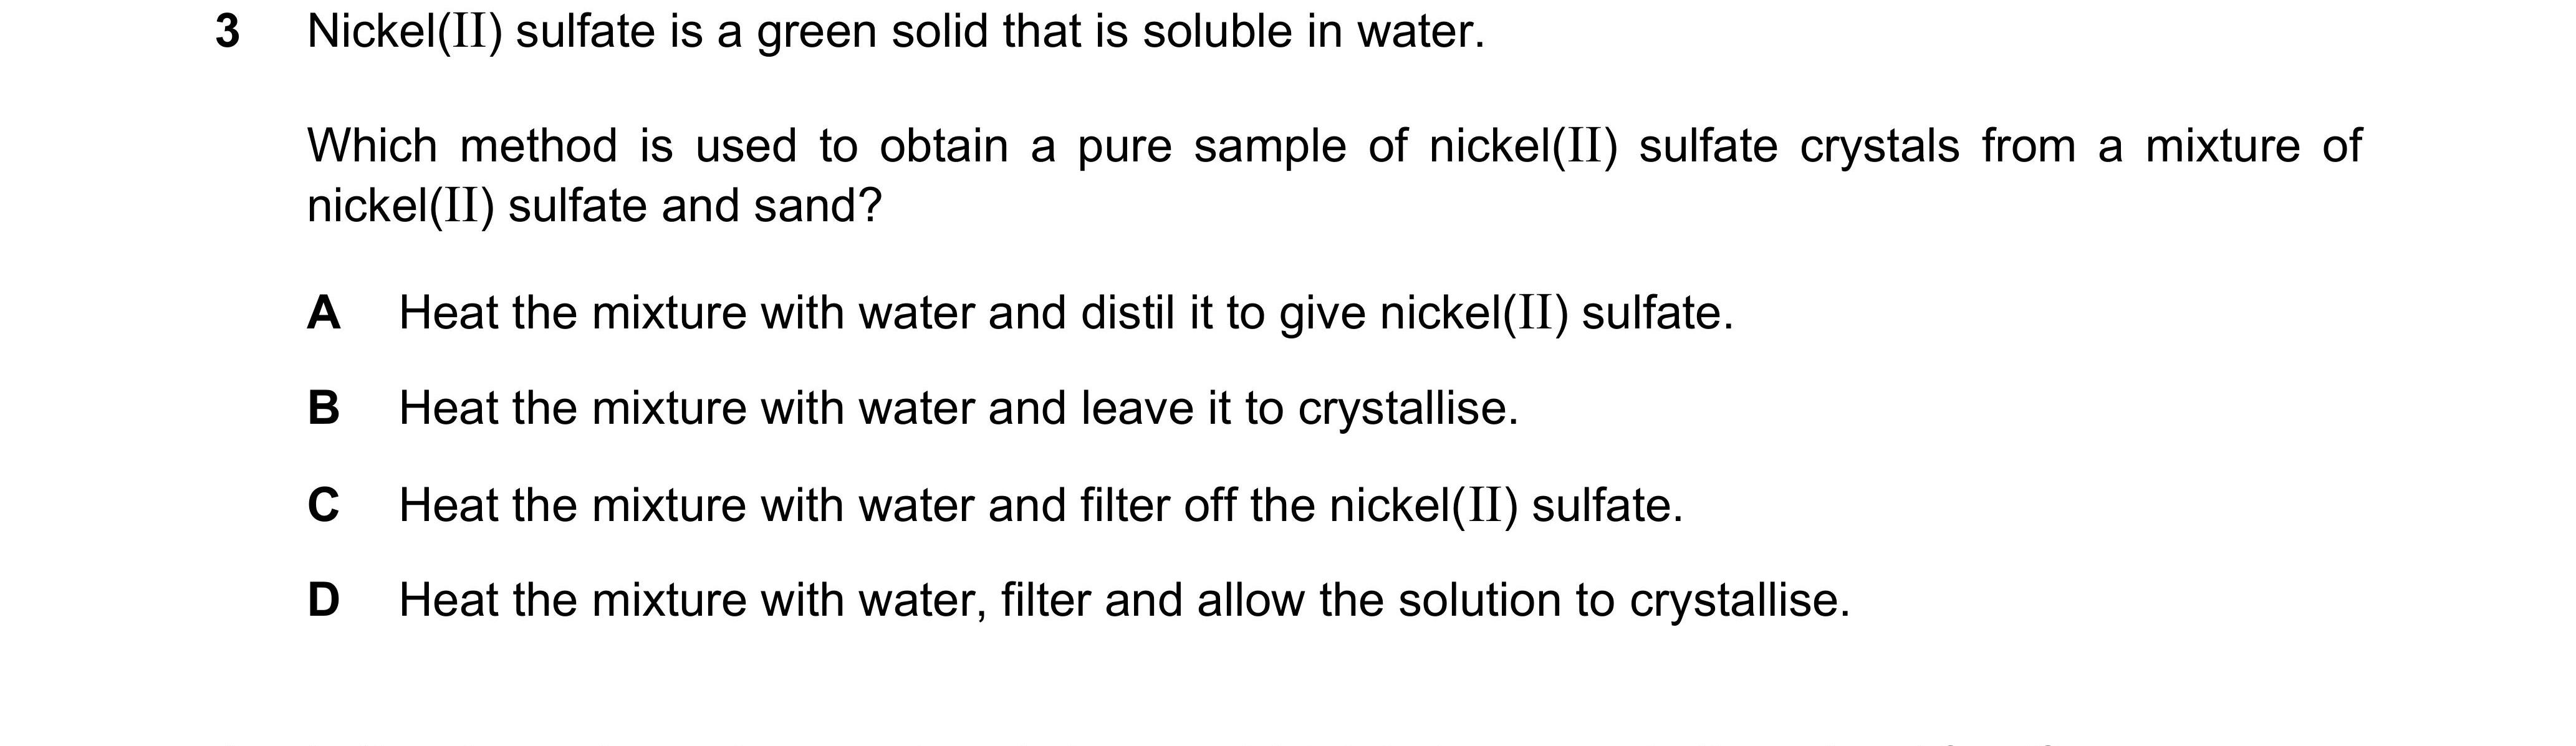 3 Nickel(II) sulfate is a green solid that is soluble in water.
Which method is used to obtain a pure sample of nickel(II) sulfate crystals from a mixture of
nickel(II) sulfate and sand?
A Heat the mixture with water and distil it to give nickel(II) sulfate.
B Heat the mixture with water and leave it to crystallise.
C Heat the mixture with water and filter off the nickel(II) sulfate.
D Heat the mixture with water, filter and allow the solution to crystallise.